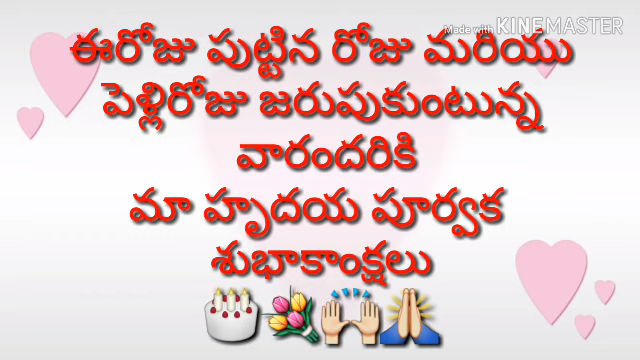 Made with KINEMASTER
ఈరోజు పుట్టిన రోజు మరియు
పెళ్లిరోజు జరుపుకుంటున్న
వారందరికి
మా హృదయ పూర్వక
శుభాకాంక్షలు
🎂💐🙌🙏